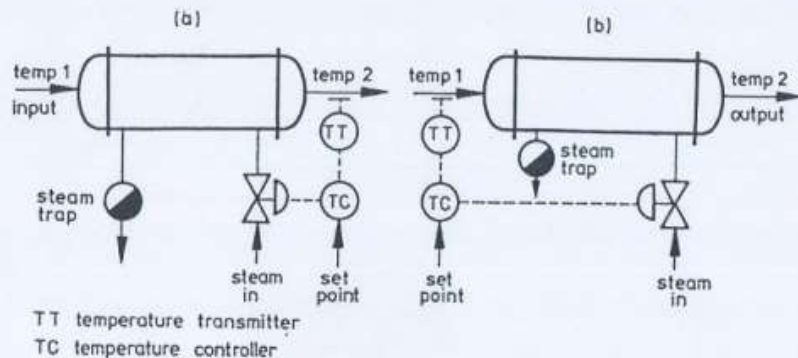 (a)
temp 1
input
temp 2
TT
steam
trap
TC
steam
in
set
point
(b)
temp 1
temp 2
output
TT
steam
trap
TC
set
point
steam
in
TT temperature transmitter
TC temperature controller